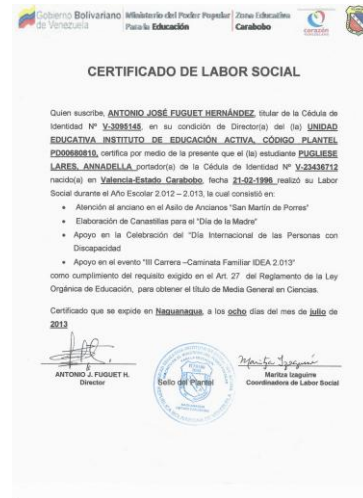 Gobierno Bolivariano Ministerio del Poder Popular Zona Educativa
de Venezuela Para la Educación Carabobo
corazón
CERTIFICADO DE LABOR SOCIAL
Quien suscribe, ANTONIO JOSÉ FUGUET HERNÁNDEZ, titular de la Cédula de
Identidad Nº V-3095145, en su condición de Director(a) del (la) UNIDAD
EDUCATIVA INSTITUTO DE EDUCACIÓN ACTIVA, CÓDIGO PLANTEL
PD00680810, certifica por medio de la presente que el (la) estudiante PUGLIESE
LARES, ANNADELLA portador(a) de la Cédula de Identidad Nº V-23436712
nacido(a) en Valencia-Estado Carabobo, fecha 21-02-1996 realizó su Labor
Social durante el Año Escolar 2.012 – 2.013, la cual consistió en:
• Atención al anciano en el Asilo de Ancianos "San Martín de Porres"
• Elaboración de Canastillas para el "Día de la Madre"
• Apoyo en la Celebración del "Día Internacional de las Personas con
Discapacidad
• Apoyo en el evento "III Carrera –Caminata Familiar IDEA 2.013"
como cumplimiento del requisito exigido en el Art. 27 del Reglamento de la Ley
Orgánica de Educación, para obtener el título de Media General en Ciencias.
Certificado que se expide en Naguanagua, a los ocho días del mes de julio de
2013
Maritza Izaguirre
ANTONIO J. FUGUET H.
Director
Sello del Plantel
Maritza Izaguirre
Coordinadora de Labor Social